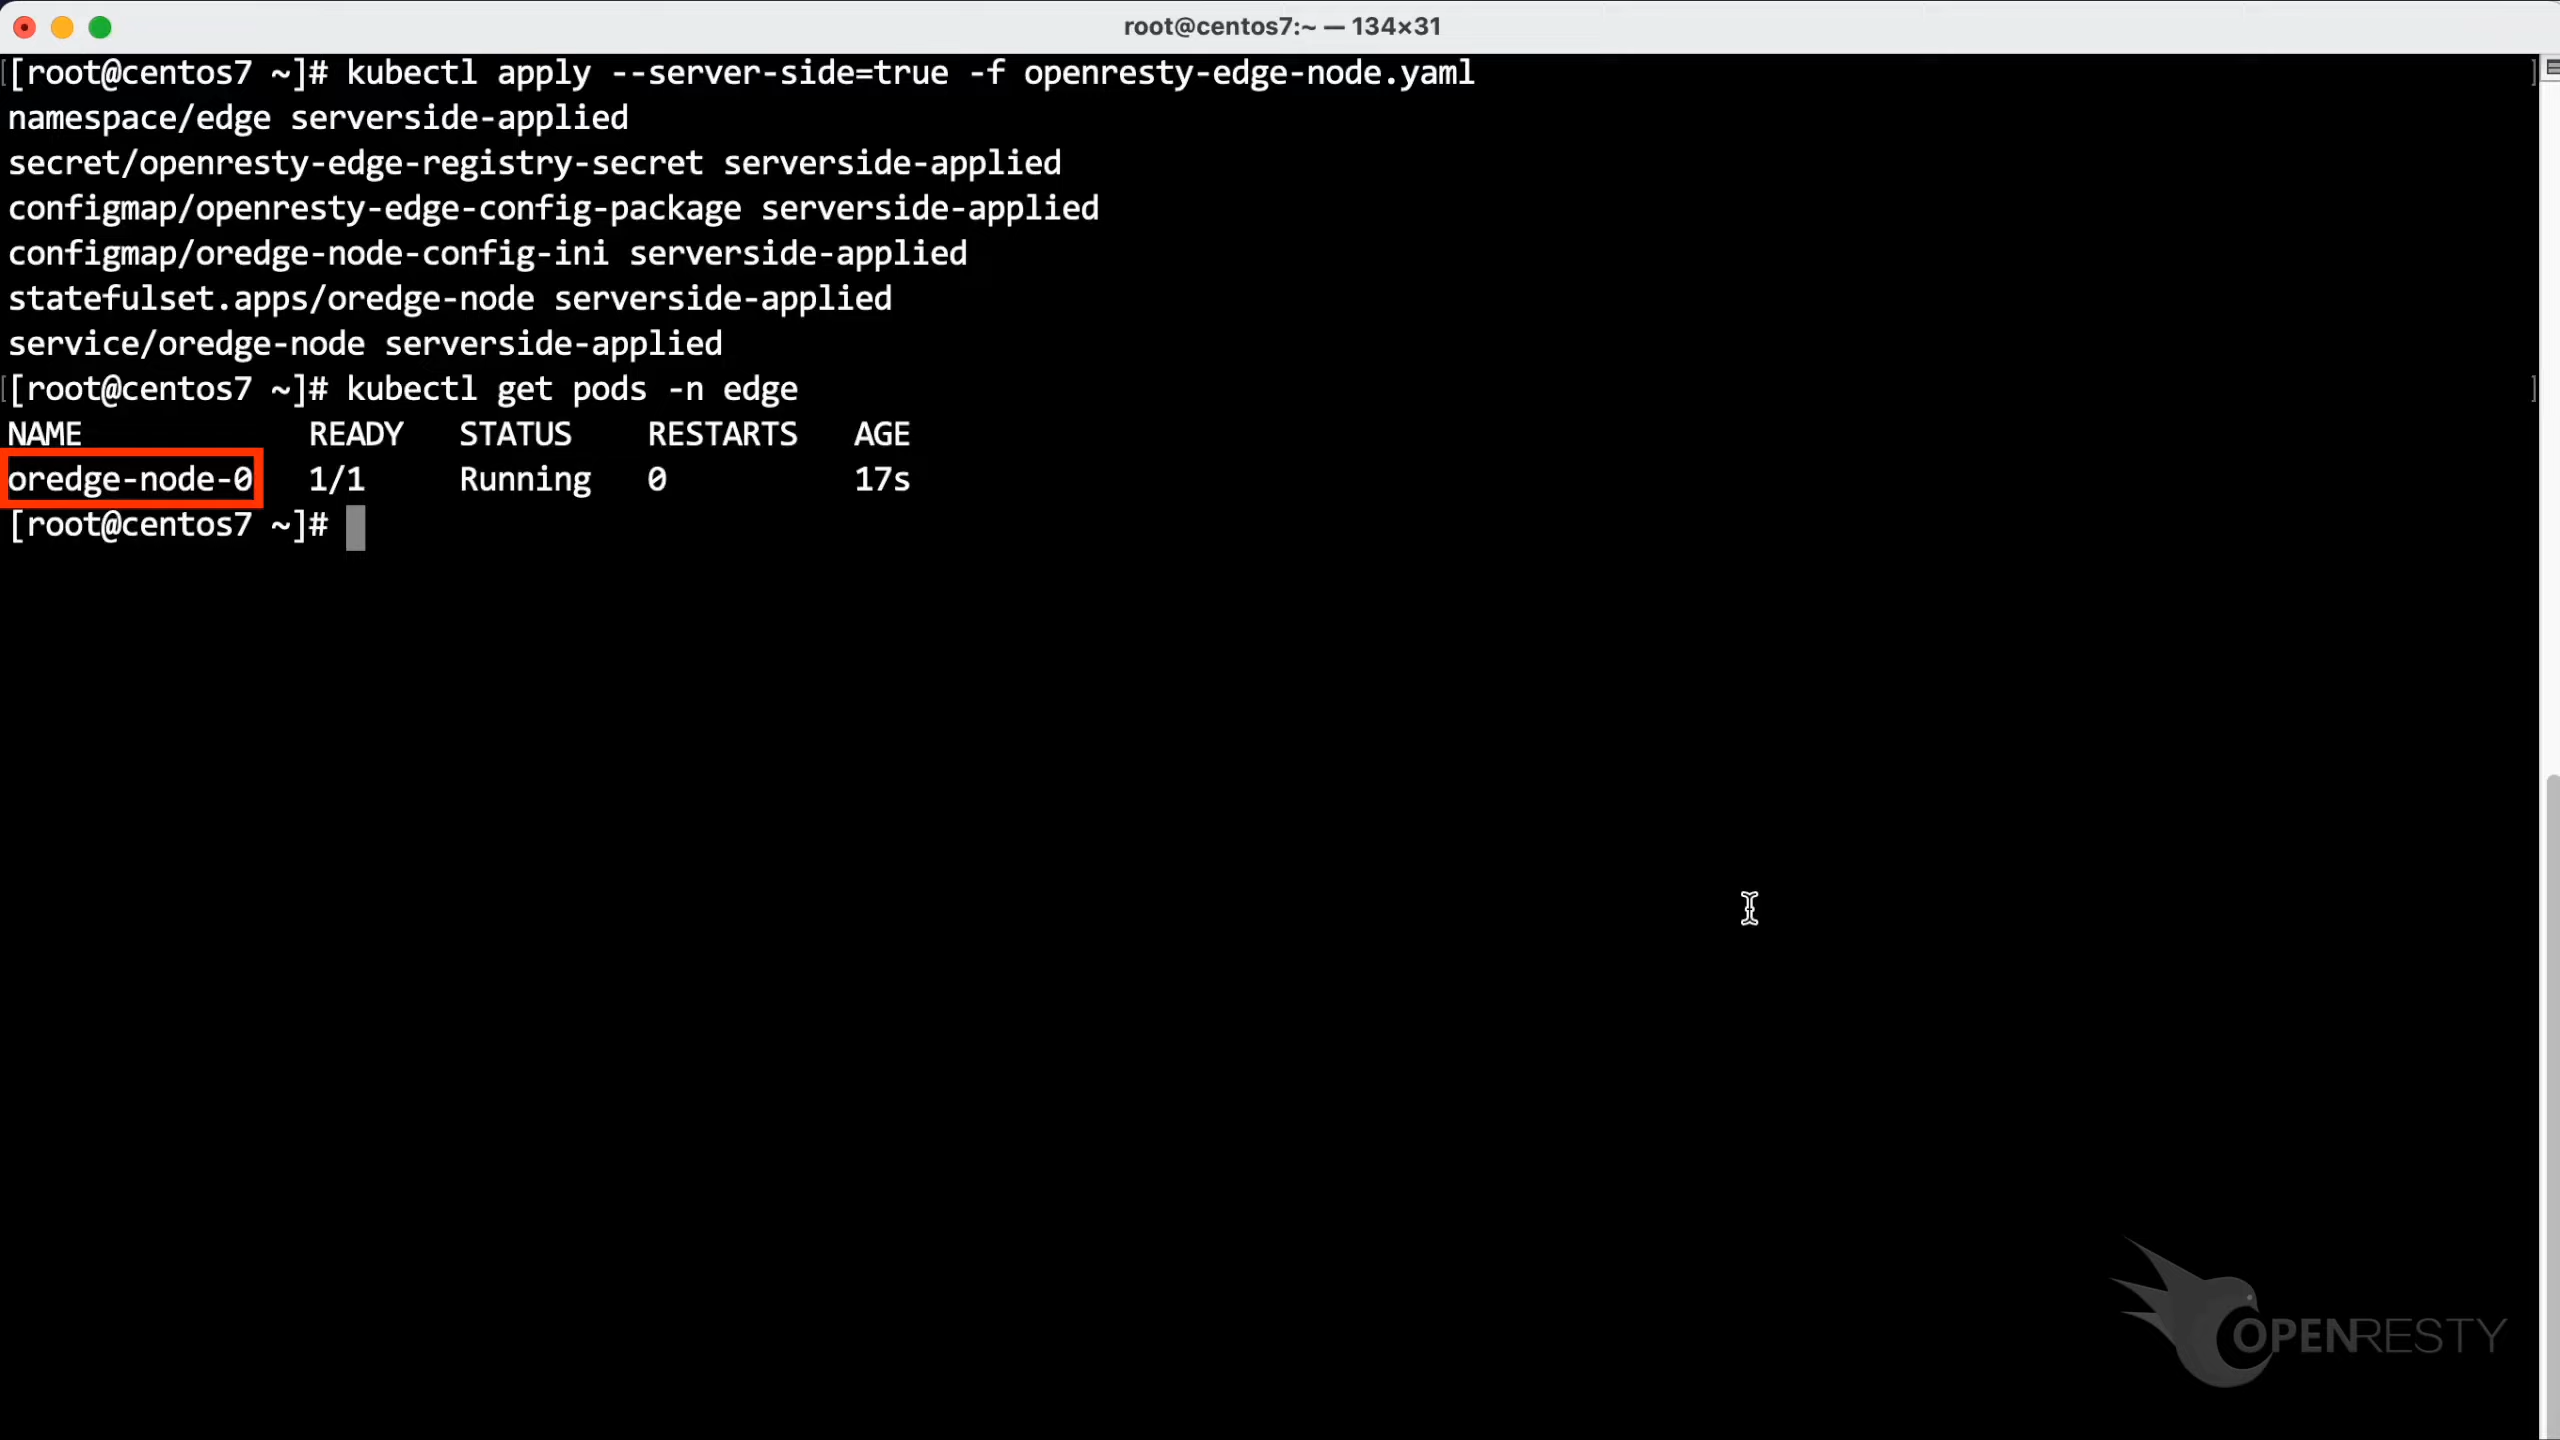 root@centos7:~ — 134×31
[root@centos7 ~]# kubectl apply --server-side=true -f openresty-edge-node.yaml
namespace/edge serverside-applied
secret/openresty-edge-registry-secret serverside-applied
configmap/openresty-edge-config-package serverside-applied
configmap/oredge-node-config-ini serverside-applied
statefulset.apps/oredge-node serverside-applied
service/oredge-node serverside-applied
[root@centos7 ~]# kubectl get pods -n edge
NAME READY STATUS RESTARTS AGE
oredge-node-0 1/1 Running 0 17s
[root@centos7 ~]#
OPENRESTY